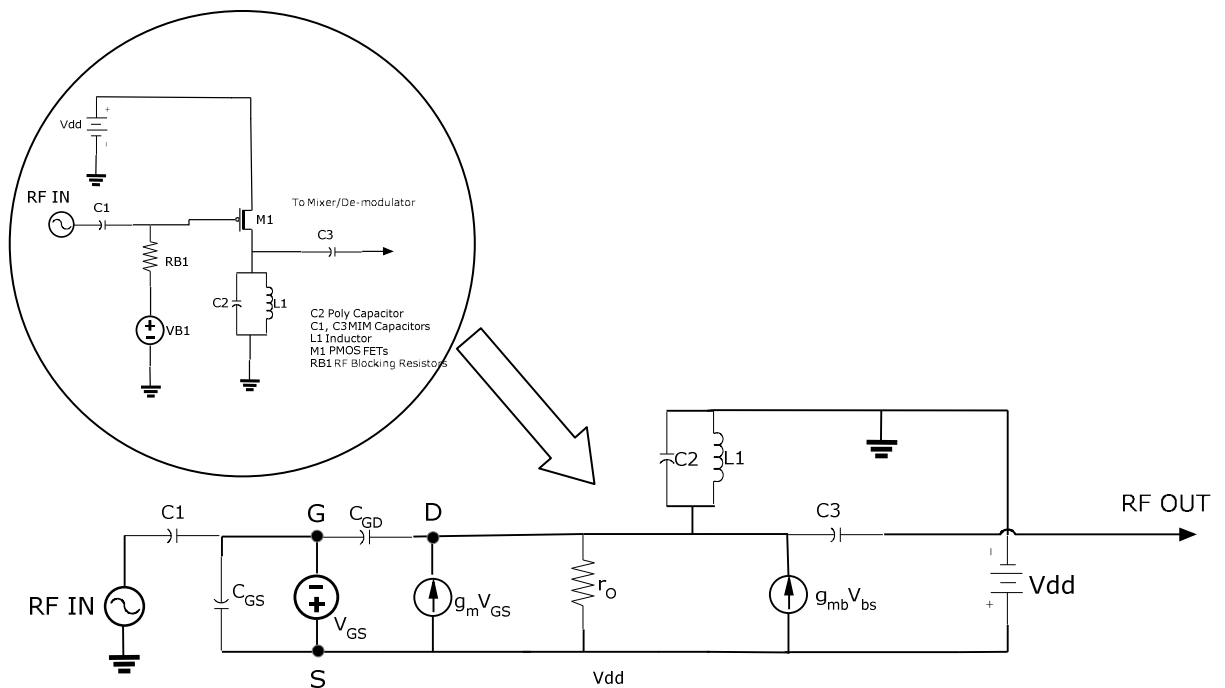 +
Vdd
-
RF IN
C1
M1
To Mixer/De-modulator
C3
RB1
C2
L1
+
-
VB1
C2 Poly Capacitor
C1, C3 MIM Capacitors
L1 Inductor
M1 PMOS FETs
RB1 RF Blocking Resistors
C2
L1
RF OUT
C1
G
CGD
D
C3
-
+
Vdd
RF IN
CGS
-
+
VGS
gmVGS
rO
gmbVbs
S
Vdd